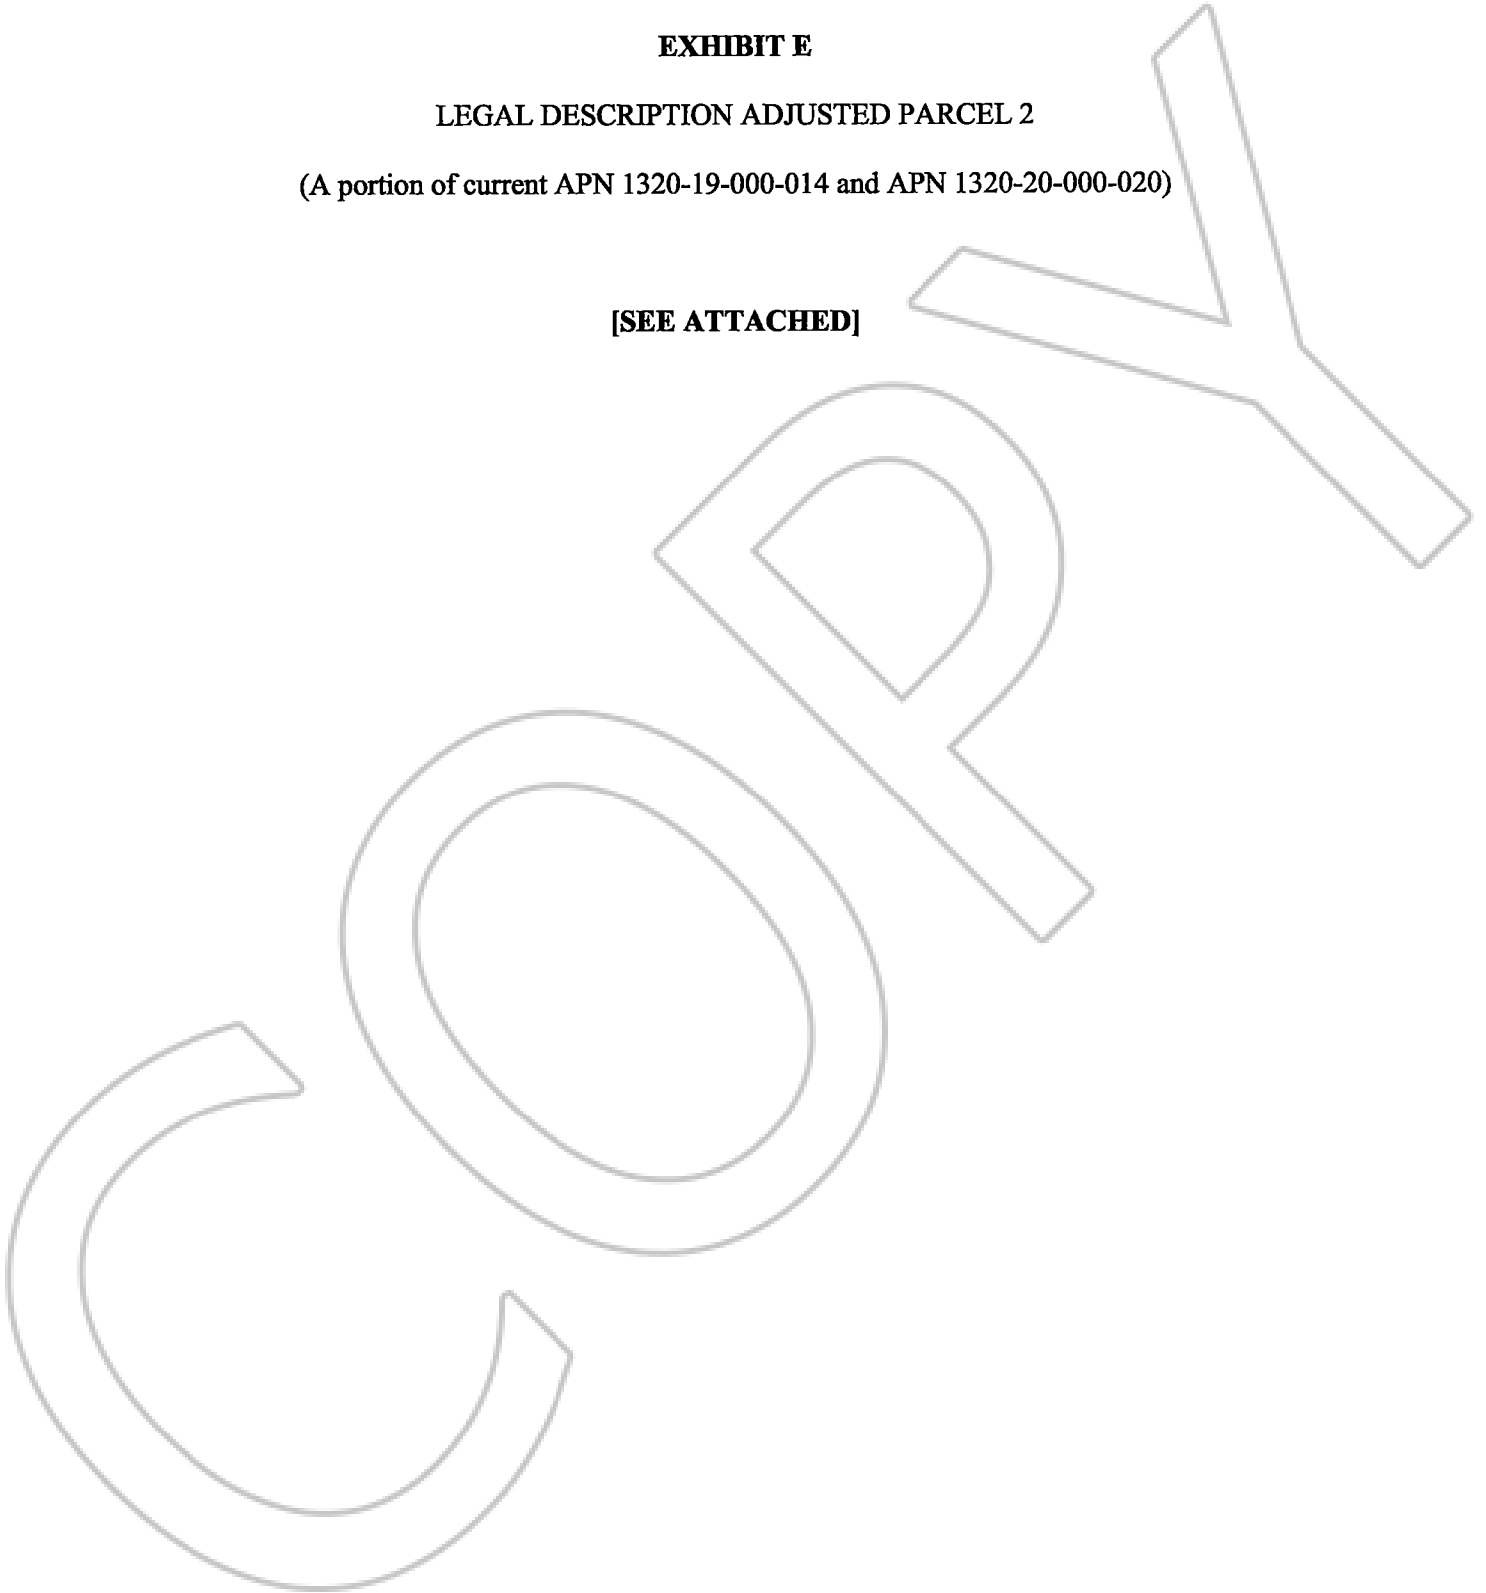 EXHIBIT E
LEGAL DESCRIPTION ADJUSTED PARCEL 2
(A portion of current APN 1320-19-000-014 and APN 1320-20-000-020)
[SEE ATTACHED]
COPY